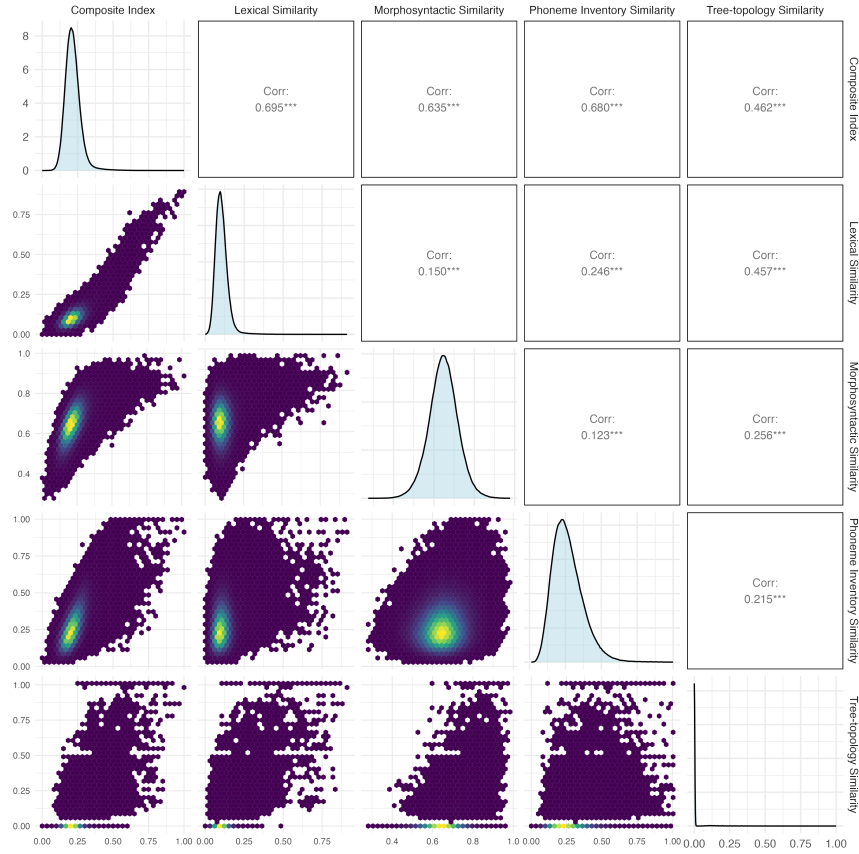 Composite Index Lexical Similarity Morphosyntactic Similarity Phoneme Inventory Similarity Tree-topology Similarity
8
6
4
2
0
Corr:
0.695***
Corr:
0.635***
Corr:
0.680***
Corr:
0.462***
Composite Index
0.75
0.50
0.25
0.00
Corr:
0.150***
Corr:
0.246***
Corr:
0.457***
Lexical Similarity
1.0
0.8
0.6
0.4
Corr:
0.123***
Corr:
0.256***
Morphosyntactic Similarity
1.00
0.75
0.50
0.25
0.00
Corr:
0.215***
Phoneme Inventory Similarity
1.00
0.75
0.50
0.25
0.00
Tree-topology Similarity
0.00 0.25 0.50 0.75 1.00 0.00 0.25 0.50 0.75 0.4 0.6 0.8 1.0 0.00 0.25 0.50 0.75 1.00 0.00 0.25 0.50 0.75 1.00